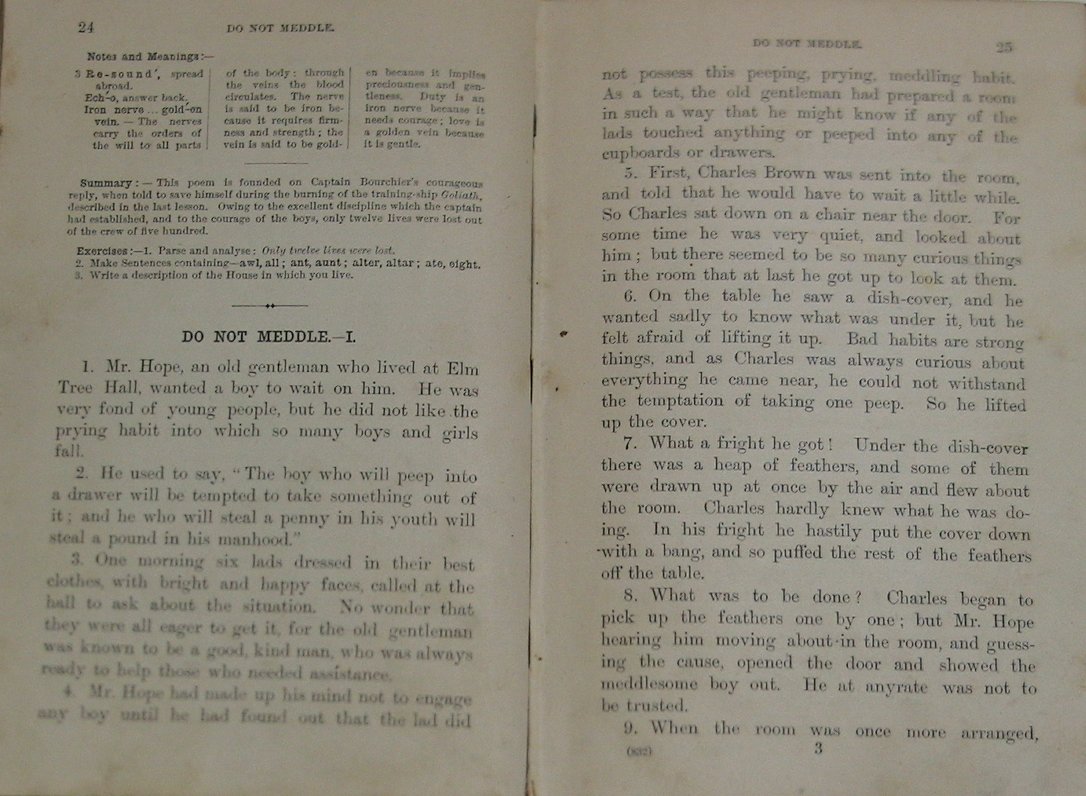 24
DO NOT MEDDLE.
Notes and Meanings:—
3 Re-sound', spread
abroad.
Ech'-o, answer back.
Iron nerve ... gold-en
vein. — The nerves
carry the orders of
the will to all parts
of the body; through
the veins the blood
circulates. The nerve
is said to be iron be-
cause it requires firm-
ness and strength; the
vein is said to be gold-
en because it implies
preciousness and gen-
tleness. Duty is an
iron nerve because it
needs courage; love is
a golden vein because
it is gentle.
Summary: — This poem is founded on Captain Bourchier's courageous
reply, when told to save himself during the burning of the training-ship Goliath,
described in the last lesson. Owing to the excellent discipline which the captain
had established, and to the courage of the boys, only twelve lives were lost out
of the crew of five hundred.
Exercises:—1. Parse and analyse: Only twelve lives were lost.
2. Make Sentences containing—awl, all; ant, aunt; alter, altar; ate, eight.
3. Write a description of the House in which you live.
DO NOT MEDDLE.—I.
1. Mr. Hope, an old gentleman who lived at Elm
Tree Hall, wanted a boy to wait on him. He was
very fond of young people, but he did not like the
prying habit into which so many boys and girls
fall.
2. He used to say, "The boy who will peep into
a drawer will be tempted to take something out of
it; and he who will steal a penny in his youth will
steal a pound in his manhood."
3. One morning six lads dressed in their best
clothes, with bright and happy faces, called at the
hall to ask about the situation. No wonder that
they were all eager to get it, for the old gentleman
was known to be a good, kind man, who was always
ready to help those who needed assistance.
4. Mr. Hope had made up his mind not to engage
any boy until he had found out that the lad did
DO NOT MEDDLE.
25
not possess this peeping, prying, meddling habit.
As a test, the old gentleman had prepared a room
in such a way that he might know if any of the
lads touched anything or peeped into any of the
cupboards or drawers.
5. First, Charles Brown was sent into the room,
and told that he would have to wait a little while.
So Charles sat down on a chair near the door. For
some time he was very quiet, and looked about
him; but there seemed to be so many curious things
in the room that at last he got up to look at them.
6. On the table he saw a dish-cover, and he
wanted sadly to know what was under it, but he
felt afraid of lifting it up. Bad habits are strong
things, and as Charles was always curious about
everything he came near, he could not withstand
the temptation of taking one peep. So he lifted
up the cover.
7. What a fright he got! Under the dish-cover
there was a heap of feathers, and some of them
were drawn up at once by the air and flew about
the room. Charles hardly knew what he was do-
ing. In his fright he hastily put the cover down
with a bang, and so puffed the rest of the feathers
off the table.
8. What was to be done? Charles began to
pick up the feathers one by one; but Mr. Hope
hearing him moving about in the room, and guess-
ing the cause, opened the door and showed the
meddlesome boy out. He at anyrate was not to
be trusted.
9. When the room was once more arranged,
(832)
3